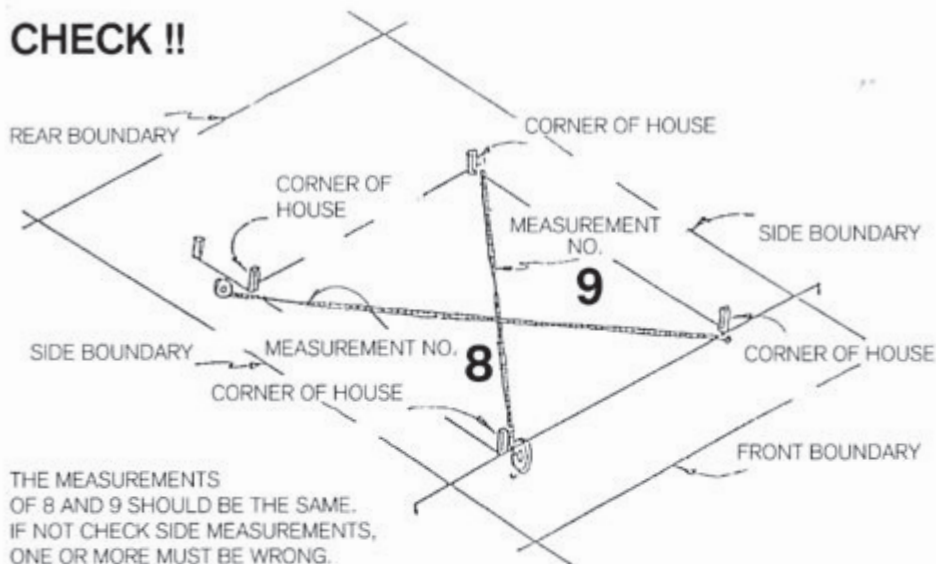 CHECK !!
REAR BOUNDARY
CORNER OF HOUSE
CORNER OF
HOUSE
MEASUREMENT
NO.
9
SIDE BOUNDARY
SIDE BOUNDARY
MEASUREMENT NO.
8
CORNER OF HOUSE
CORNER OF HOUSE
FRONT BOUNDARY
THE MEASUREMENTS
OF 8 AND 9 SHOULD BE THE SAME.
IF NOT CHECK SIDE MEASUREMENTS,
ONE OR MORE MUST BE WRONG.